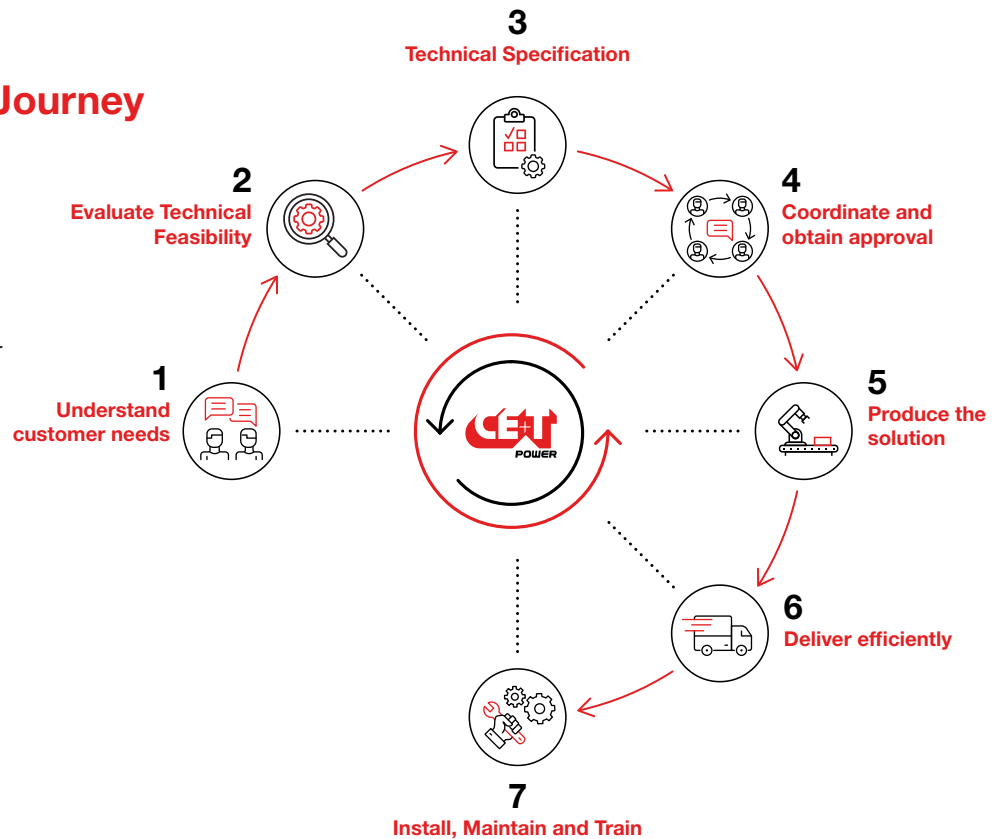 Journey
3
Technical Specification
2
Evaluate Technical
Feasibility
4
Coordinate and
obtain approval
1
Understand
customer needs
CE+T
POWER
5
Produce the
solution
6
Deliver efficiently
7
Install, Maintain and Train